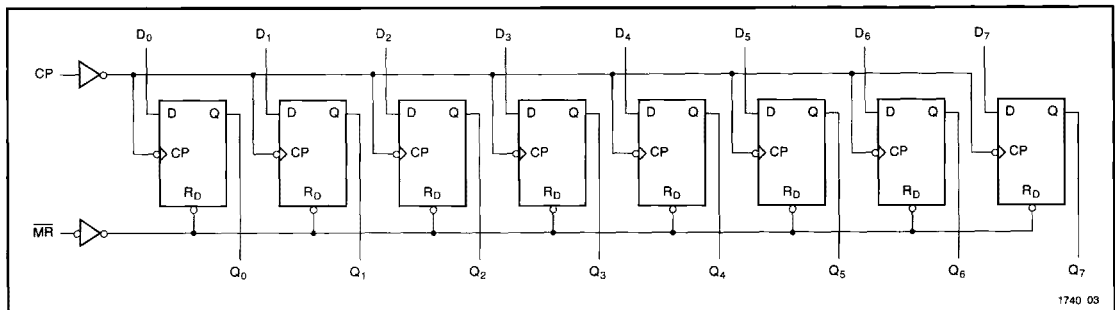 D0 D1 D2 D3 D4 D5 D6 D7
CP
D Q D Q D Q D Q D Q D Q D Q D Q
CP CP CP CP CP CP CP CP
RD RD RD RD RD RD RD RD
MR
Q0 Q1 Q2 Q3 Q4 Q5 Q6 Q7
1740 03